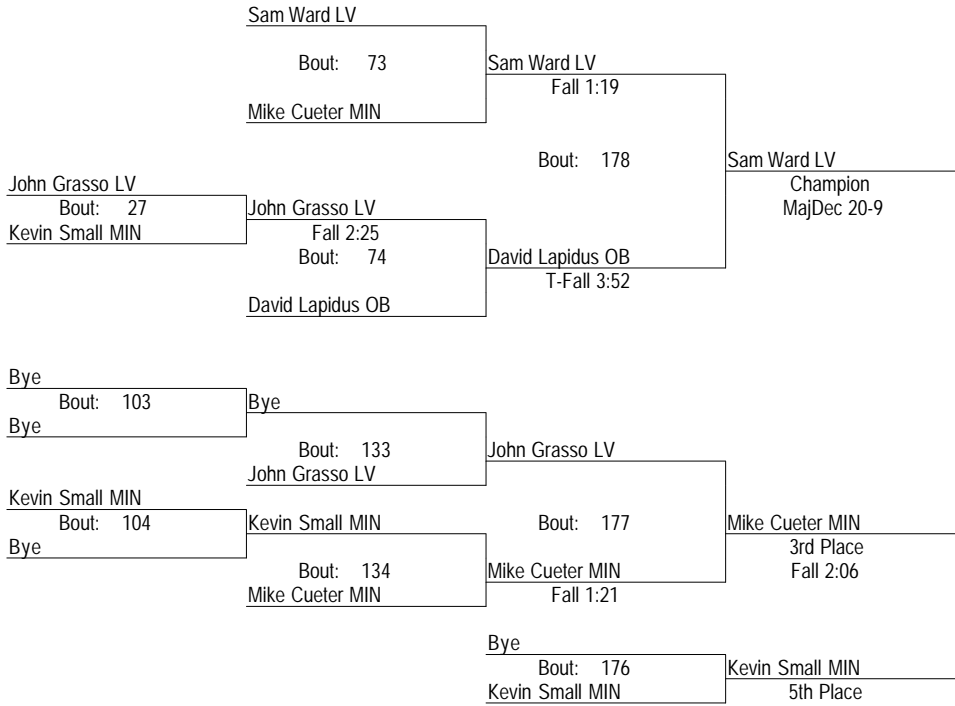 Sam Ward LV
Bout: 73
Sam Ward LV
Fall 1:19
Mike Cueter MIN
Bout: 178
Sam Ward LV
John Grasso LV
Champion
Bout: 27
John Grasso LV
MajDec 20-9
Kevin Small MIN
Fall 2:25
Bout: 74
David Lapidus OB
T-Fall 3:52
David Lapidus OB
Bye
Bout: 103
Bye
Bye
Bout: 133
John Grasso LV
John Grasso LV
Kevin Small MIN
Bout: 104
Kevin Small MIN
Bout: 177
Mike Cueter MIN
Bye
3rd Place
Bout: 134
Mike Cueter MIN
Fall 2:06
Mike Cueter MIN
Fall 1:21
Bye
Bout: 176
Kevin Small MIN
Kevin Small MIN
5th Place